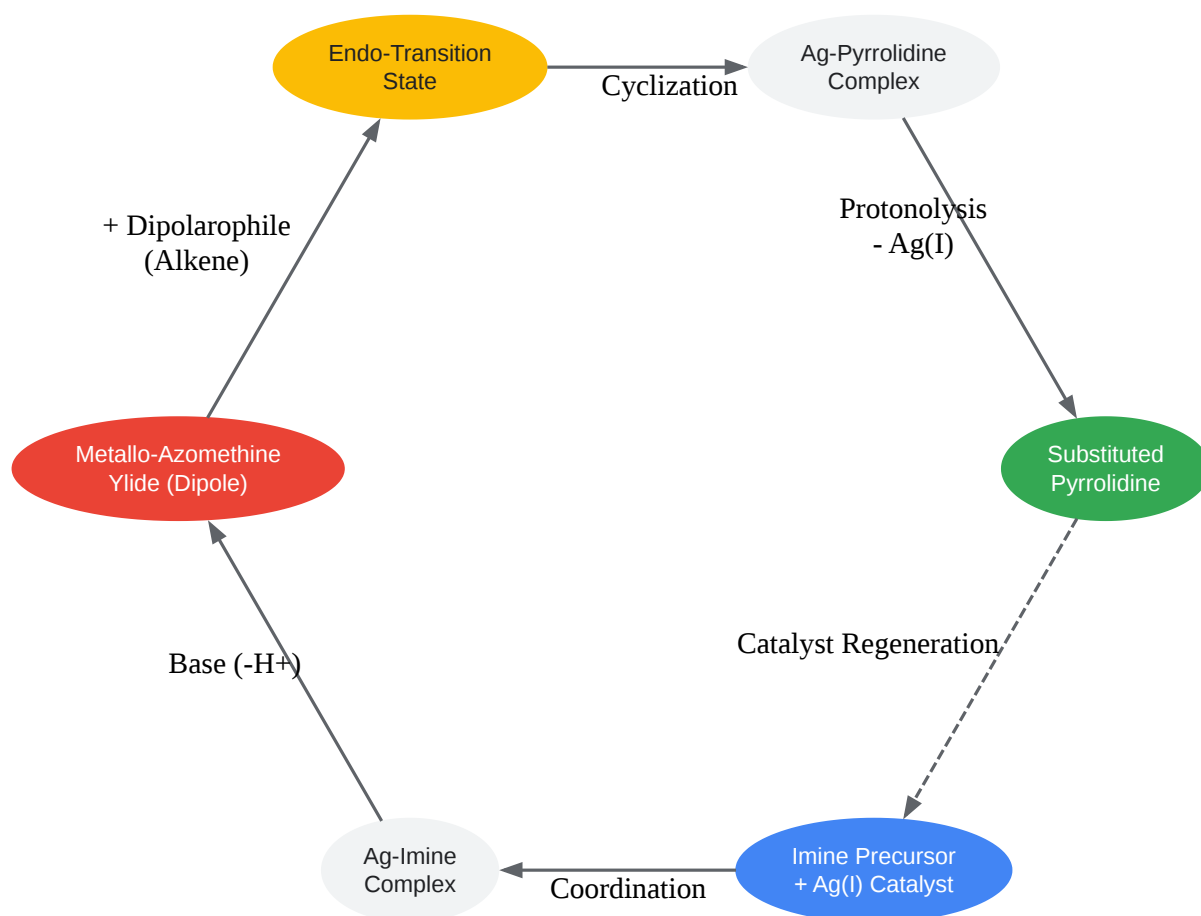 Endo-Transition
State
Cyclization
Ag-Pyrrolidine
Complex
+ Dipolarophile
(Alkene)
Protonolysis
- Ag(I)
Metallo-Azomethine
Ylide (Dipole)
Substituted
Pyrrolidine
Base (-H+)
Catalyst Regeneration
Ag-Imine
Complex
Coordination
Imine Precursor
+ Ag(I) Catalyst